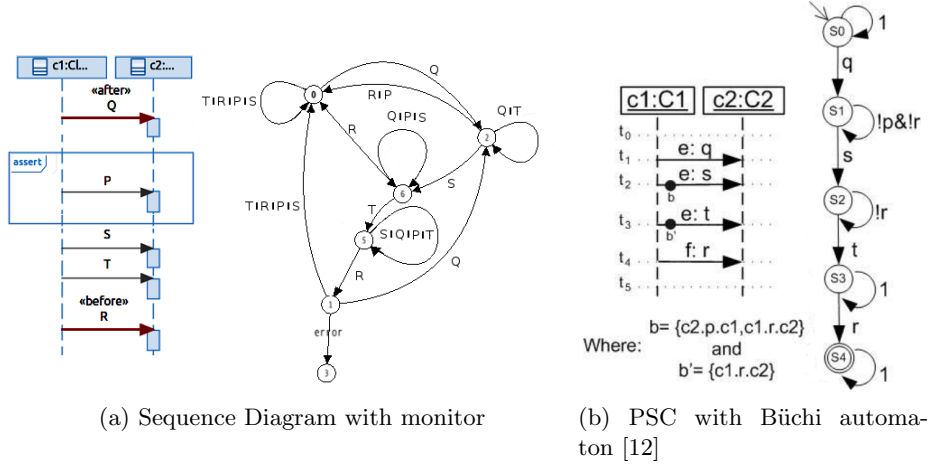 c1:Cl...
c2:...
«after»
Q
assert
P
S
T
«before»
R
0
Q
T|R|P|S
R|P
Q|P|S
R
Q|T
2
6
S
T
S|Q|P|T
5
T|R|P|S
R
Q
1
error
3
(a) Sequence Diagram with monitor
c1:C1
c2:C2
t0
t1
e: q
t2
e: s
b
t3
e: t
b'
t4
f: r
t5
b= {c2.p.c1,c1.r.c2}
Where:
and
b'= {c1.r.c2}
S0
1
q
S1
!p&!r
s
S2
!r
t
S3
1
r
S4
1
(b) PSC with Büchi automa-
ton [12]